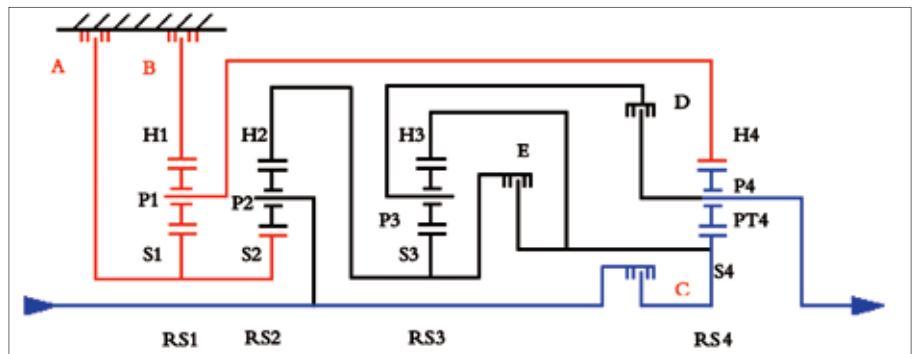 A B D
H1 H2 H3 E H4
P1 P2 P3 P4
PT4
S1 S2 S3 S4
C
RS1 RS2 RS3 RS4